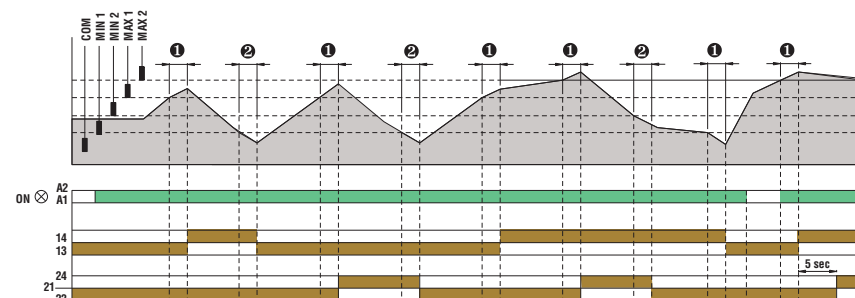 COM
MIN 1
MIN 2
MAX 1
MAX 2
❶ ❷ ❶ ❷ ❶ ❶ ❷ ❶ ❶
ON A2
A1
14
13
24
21
22
5 sec